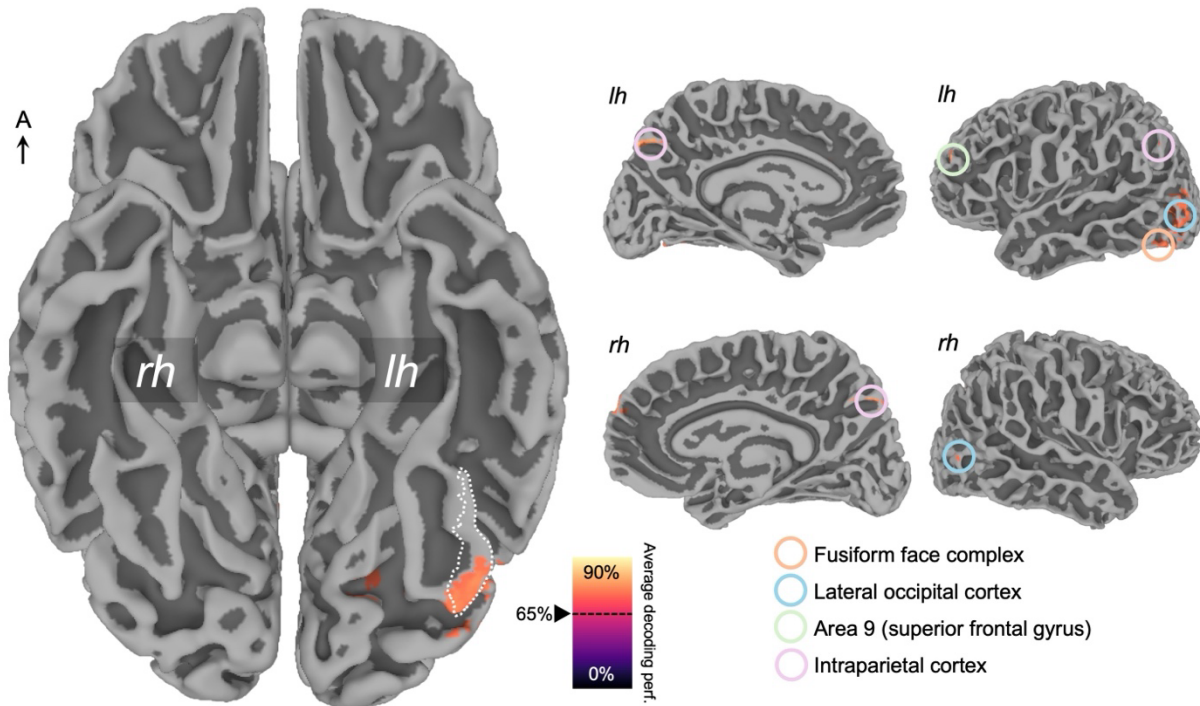 A
rh
lh
lh
lh
rh
rh
90%
65%
0%
Average decoding perf.
Fusiform face complex
Lateral occipital cortex
Area 9 (superior frontal gyrus)
Intraparietal cortex